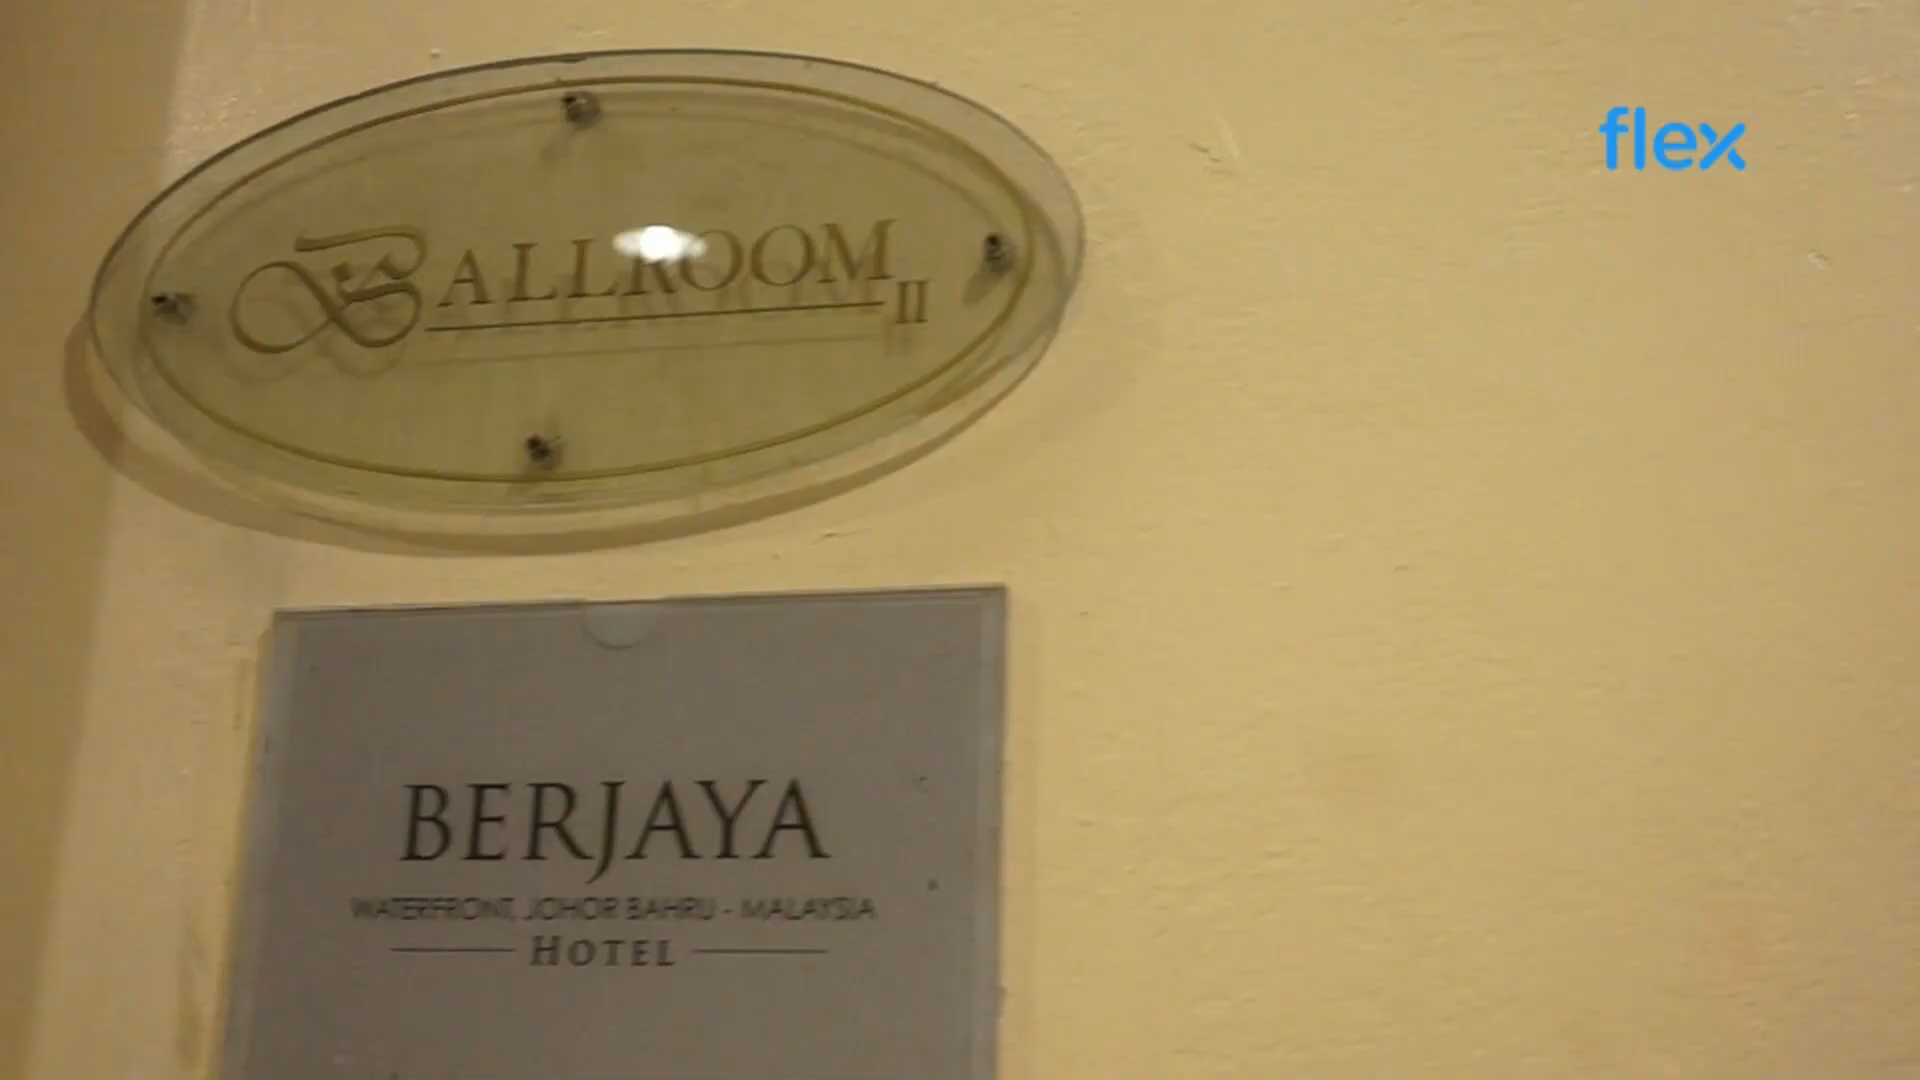 flex
BALLROOM II
BERJAYA
WATERFRONT, JOHOR BAHRU - MALAYSIA
HOTEL